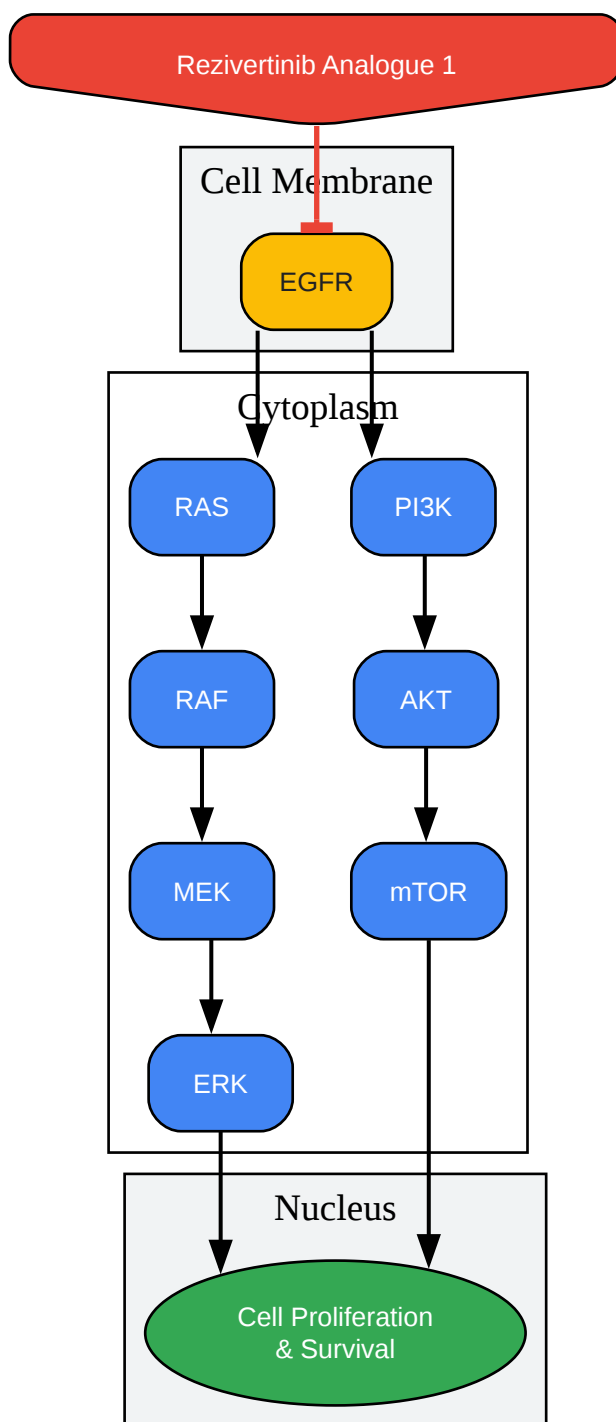 Rezivertinib Analogue 1
Cell Membrane
EGFR
Cytoplasm
RAS
PI3K
RAF
AKT
MEK
mTOR
ERK
Nucleus
Cell Proliferation
& Survival